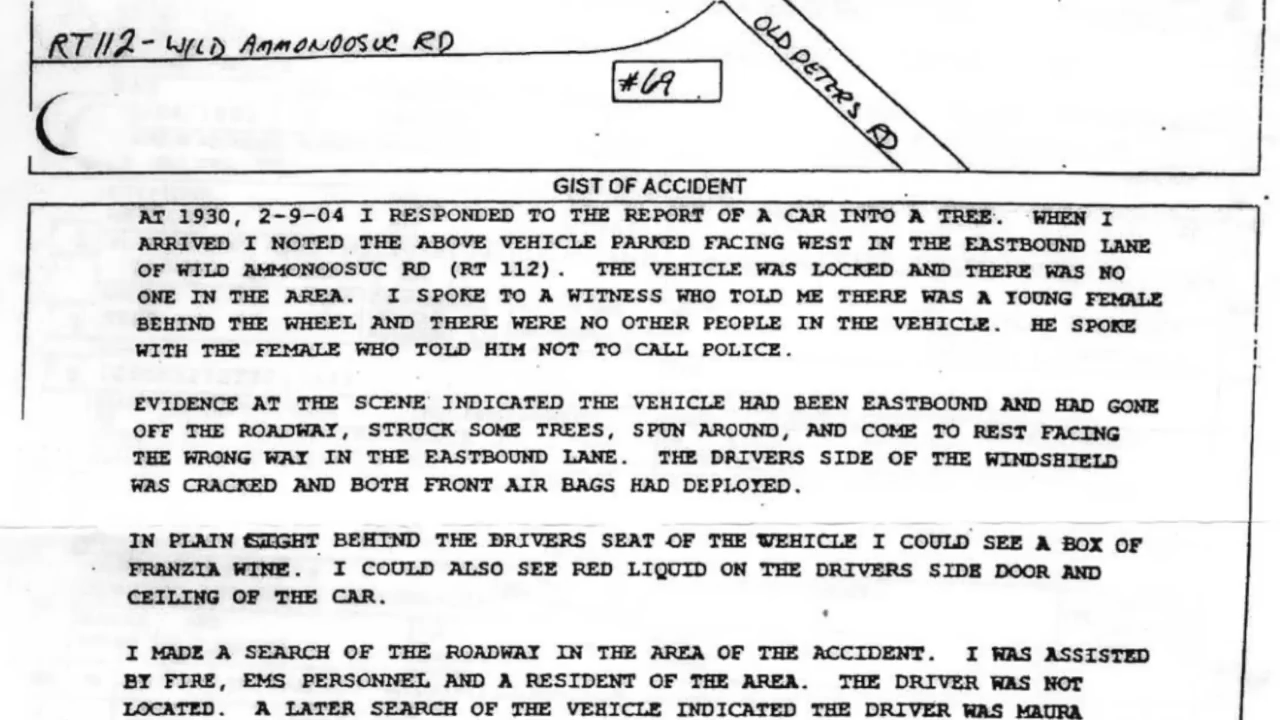 RT 112 - WILD AMMONOOSUC RD
OLD PETERS RD
#69
GIST OF ACCIDENT
AT 1930, 2-9-04 I RESPONDED TO THE REPORT OF A CAR INTO A TREE. WHEN I
ARRIVED I NOTED THE ABOVE VEHICLE PARKED FACING WEST IN THE EASTBOUND LANE
OF WILD AMMONOOSUC RD (RT 112). THE VEHICLE WAS LOCKED AND THERE WAS NO
ONE IN THE AREA. I SPOKE TO A WITNESS WHO TOLD ME THERE WAS A YOUNG FEMALE
BEHIND THE WHEEL AND THERE WERE NO OTHER PEOPLE IN THE VEHICLE. HE SPOKE
WITH THE FEMALE WHO TOLD HIM NOT TO CALL POLICE.
EVIDENCE AT THE SCENE INDICATED THE VEHICLE HAD BEEN EASTBOUND AND HAD GONE
OFF THE ROADWAY, STRUCK SOME TREES, SPUN AROUND, AND COME TO REST FACING
THE WRONG WAY IN THE EASTBOUND LANE. THE DRIVERS SIDE OF THE WINDSHIELD
WAS CRACKED AND BOTH FRONT AIR BAGS HAD DEPLOYED.
IN PLAIN SIGHT BEHIND THE DRIVERS SEAT OF THE VEHICLE I COULD SEE A BOX OF
FRANZIA WINE. I COULD ALSO SEE RED LIQUID ON THE DRIVERS SIDE DOOR AND
CEILING OF THE CAR.
I MADE A SEARCH OF THE ROADWAY IN THE AREA OF THE ACCIDENT. I WAS ASSISTED
BY FIRE, EMS PERSONNEL AND A RESIDENT OF THE AREA. THE DRIVER WAS NOT
LOCATED. A LATER SEARCH OF THE VEHICLE INDICATED THE DRIVER WAS MAURA